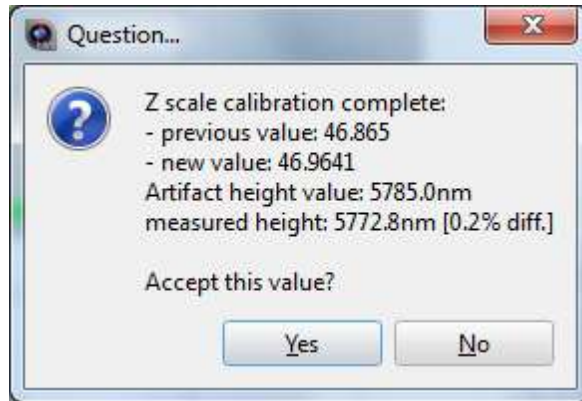 Question...
Z scale calibration complete:
- previous value: 46.865
- new value: 46.9641
Artifact height value: 5785.0nm
measured height: 5772.8nm [0.2% diff.]
Accept this value?
Yes
No